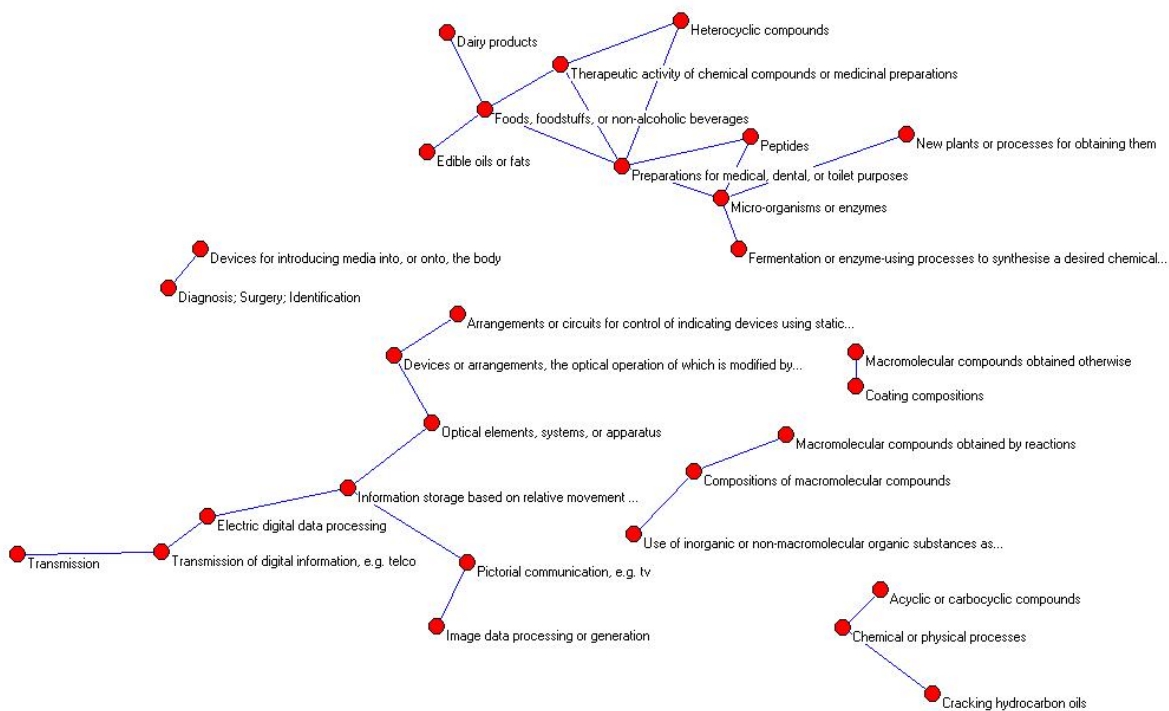 Heterocyclic compounds
Dairy products
Therapeutic activity of chemical compounds or medicinal preparations
Foods, foodstuffs, or non-alcoholic beverages
New plants or processes for obtaining them
Peptides
Edible oils or fats
Preparations for medical, dental, or toilet purposes
Micro-organisms or enzymes
Devices for introducing media into, or onto, the body
Fermentation or enzyme-using processes to synthesise a desired chemical...
Diagnosis; Surgery; Identification
Arrangements or circuits for control of indicating devices using static...
Macromolecular compounds obtained otherwise
Devices or arrangements, the optical operation of which is modified by...
Coating compositions
Optical elements, systems, or apparatus
Macromolecular compounds obtained by reactions
Compositions of macromolecular compounds
Information storage based on relative movement ...
Electric digital data processing
Use of inorganic or non-macromolecular organic substances as...
Transmission
Transmission of digital information, e.g. telco
Pictorial communication, e.g. tv
Acyclic or carbocyclic compounds
Image data processing or generation
Chemical or physical processes
Cracking hydrocarbon oils